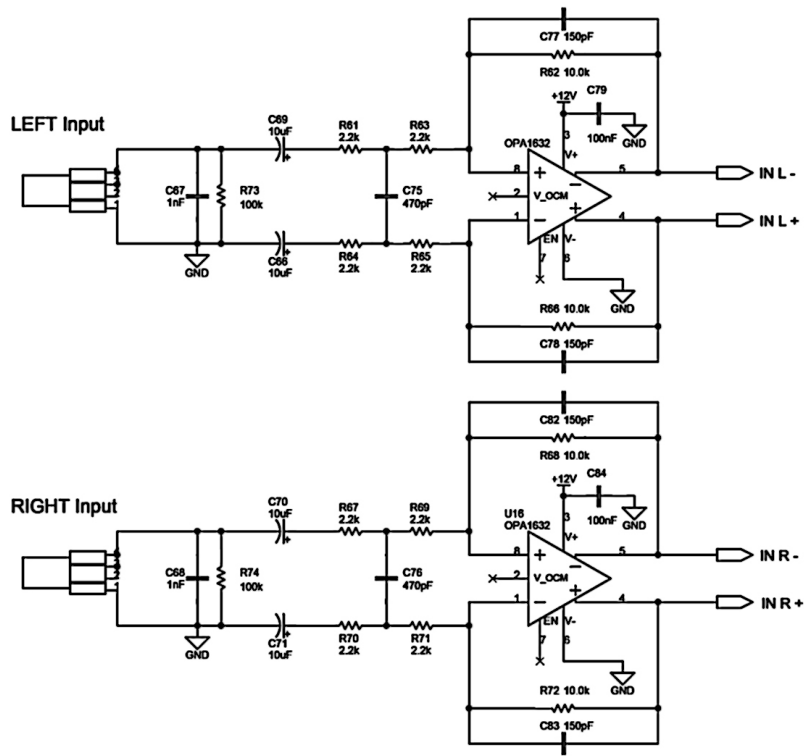 C77 150pF
R62 10.0k
C79
+12V
100nF
GND
3
V+
LEFT Input
C69
10uF
R61
2.2k
R63
2.2k
OPA1632
8
+
−
5
IN L -
2
V_OCM
C67
1nF
R73
100k
C75
470pF
1
−
+
4
IN L +
EN
V-
7
6
GND
C66
10uF
R64
2.2k
R65
2.2k
GND
R66 10.0k
C78 150pF
C82 150pF
R68 10.0k
C84
+12V
100nF
GND
3
V+
RIGHT Input
C70
10uF
R67
2.2k
R69
2.2k
U16
OPA1632
8
+
−
5
IN R -
2
V_OCM
C68
1nF
R74
100k
C76
470pF
1
−
+
4
IN R +
EN
V-
7
6
GND
C71
10uF
R70
2.2k
R71
2.2k
GND
R72 10.0k
C83 150pF